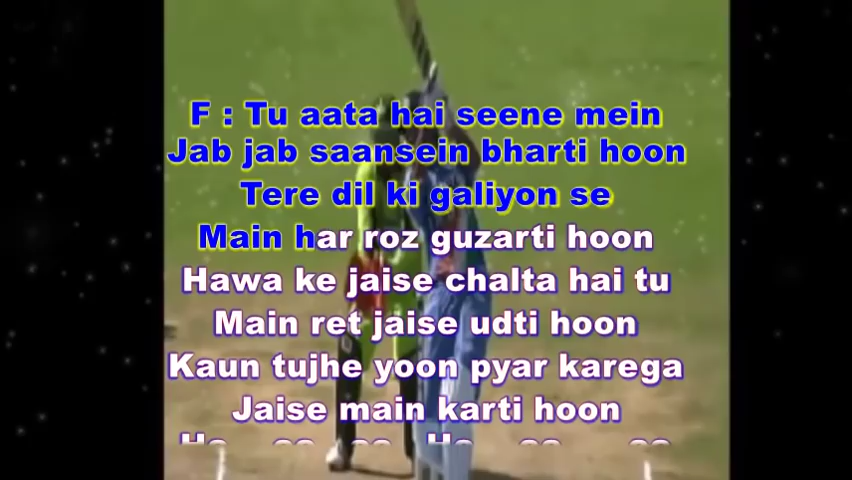 F : Tu aata hai seene mein
Jab jab saansein bharti hoon
Tere dil ki galiyon se
Main har roz guzarti hoon
Hawa ke jaise chalta hai tu
Main ret jaise udti hoon
Kaun tujhe yoon pyar karega
Jaise main karti hoon